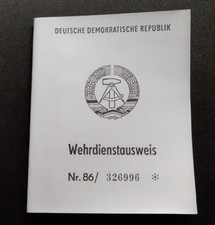 DEUTSCHE DEMOKRATISCHE REPUBLIK
Wehrdienstausweis
Nr. 86/ 326996 *